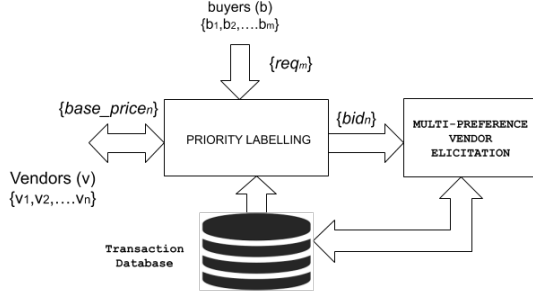 buyers (b)
{b1,b2,....bm}
{reqm}
{base_pricen}
{bidn}
PRIORITY LABELLING
MULTI-PREFERENCE
VENDOR
ELICITATION
Vendors (v)
{v1,v2,....vn}
Transaction
Database